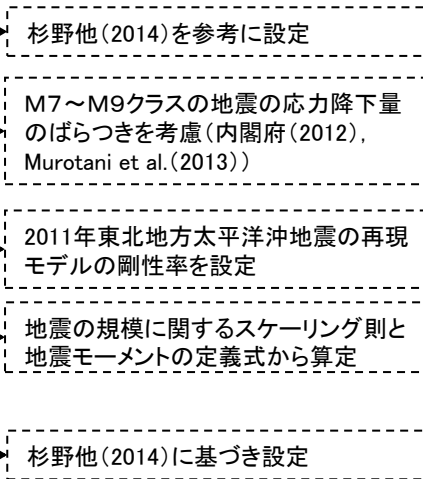 杉野他(2014)を参考に設定
M7～M9クラスの地震の応力降下量
のばらつきを考慮(内閣府(2012),
Murotani et al.(2013))
2011年東北地方太平洋沖地震の再現
モデルの剛性率を設定
地震の規模に関するスケーリング則と
地震モーメントの定義式から算定
杉野他(2014)に基づき設定